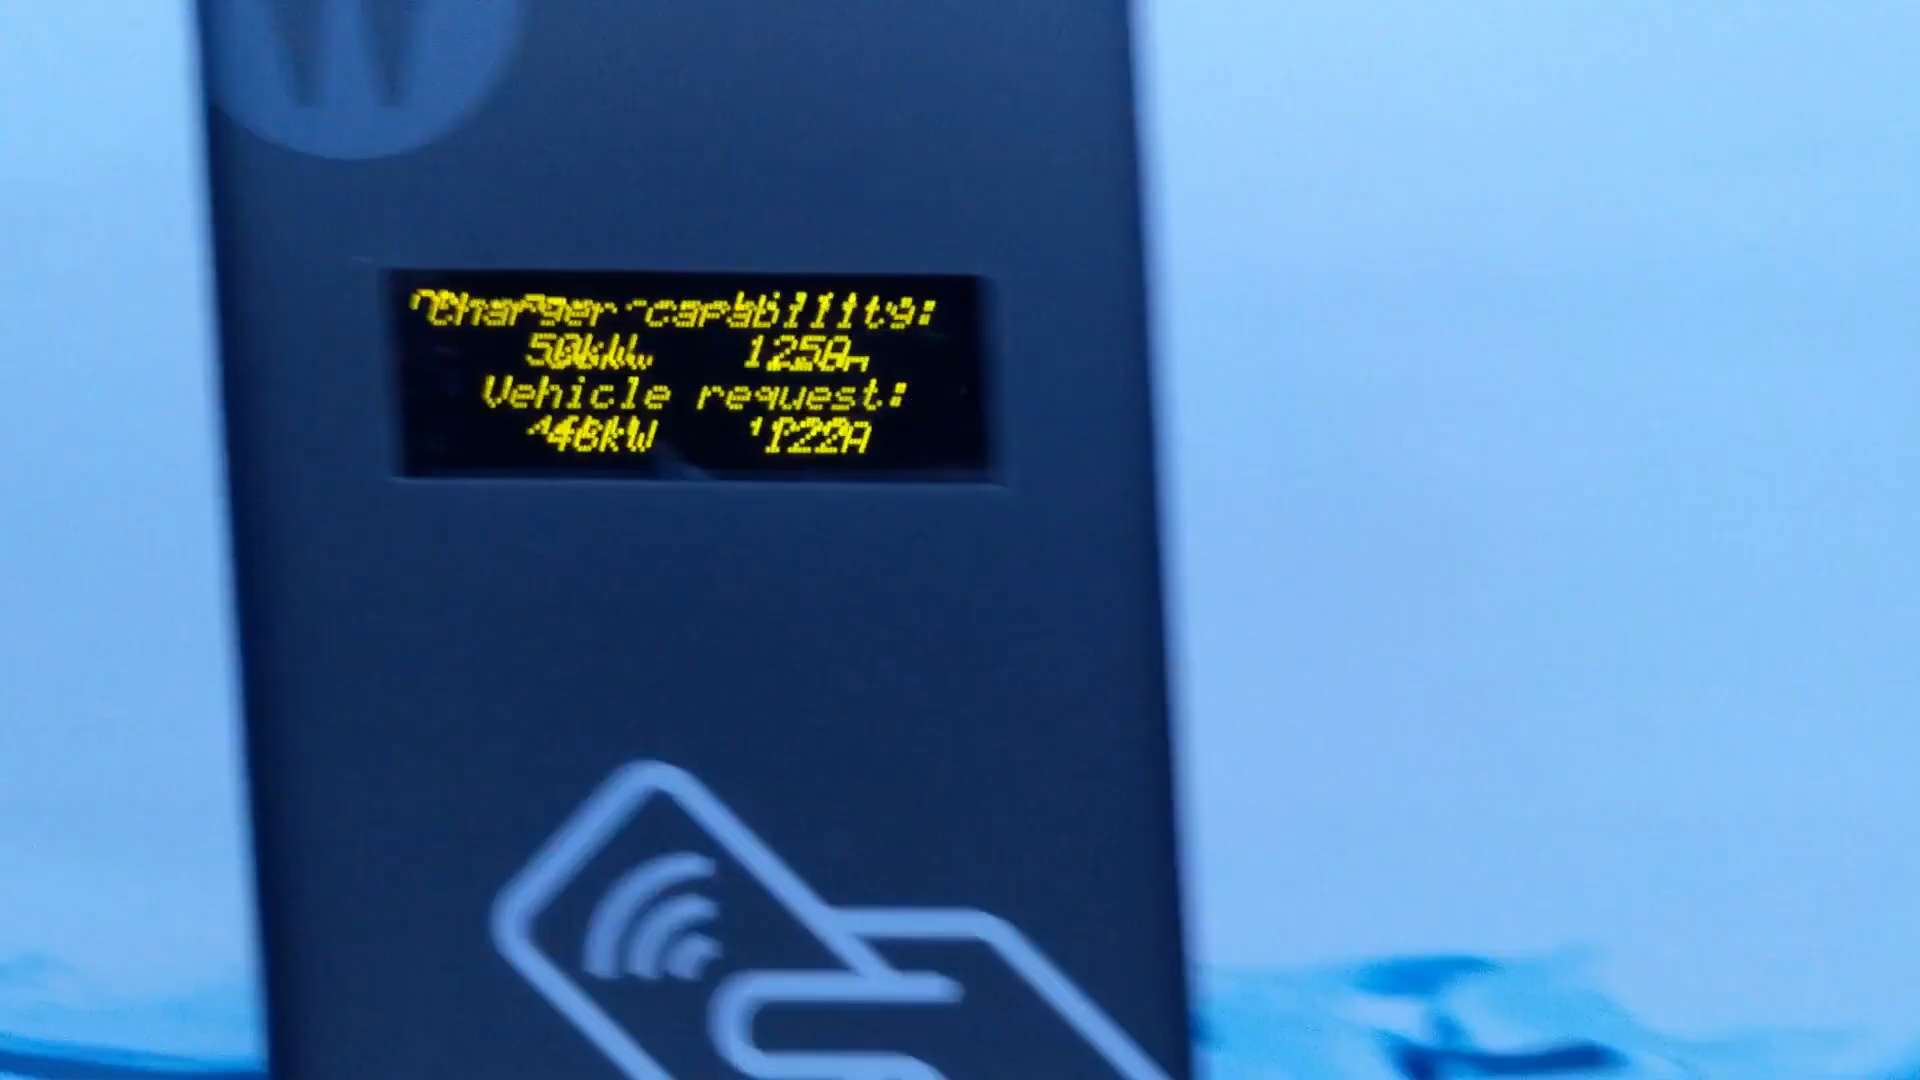 W
Charger capability:
50kW 125A
Vehicle request:
46kW 122A